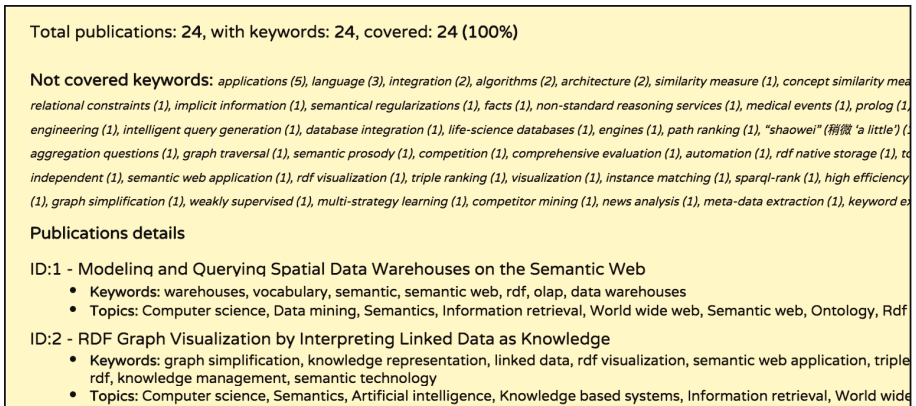 Total publications: 24, with keywords: 24, covered: 24 (100%)
Not covered keywords: applications (5), language (3), integration (2), algorithms (2), architecture (2), similarity measure (1), concept similarity
relational constraints (1), implicit information (1), semantical regularizations (1), facts (1), non-standard reasoning services (1), medical events (1), prolog (1),
engineering (1), intelligent query generation (1), database integration (1), life-science databases (1), engines (1), path ranking (1), "shaowei" (稍微 'a little')
aggregation questions (1), graph traversal (1), semantic prosody (1), competition (1), comprehensive evaluation (1), automation (1), rdf native storage (1),
independent (1), semantic web application (1), rdf visualization (1), triple ranking (1), visualization (1), instance matching (1), sparql-rank (1), high efficiency
(1), graph simplification (1), weakly supervised (1), multi-strategy learning (1), competitor mining (1), news analysis (1), meta-data extraction (1), keyword
Publications details
ID:1 - Modeling and Querying Spatial Data Warehouses on the Semantic Web
• Keywords: warehouses, vocabulary, semantic, semantic web, rdf, olap, data warehouses
• Topics: Computer science, Data mining, Semantics, Information retrieval, World wide web, Semantic web, Ontology, Rdf
ID:2 - RDF Graph Visualization by Interpreting Linked Data as Knowledge
• Keywords: graph simplification, knowledge representation, linked data, rdf visualization, semantic web application, triple
rdf, knowledge management, semantic technology
• Topics: Computer science, Semantics, Artificial intelligence, Knowledge based systems, Information retrieval, World wide